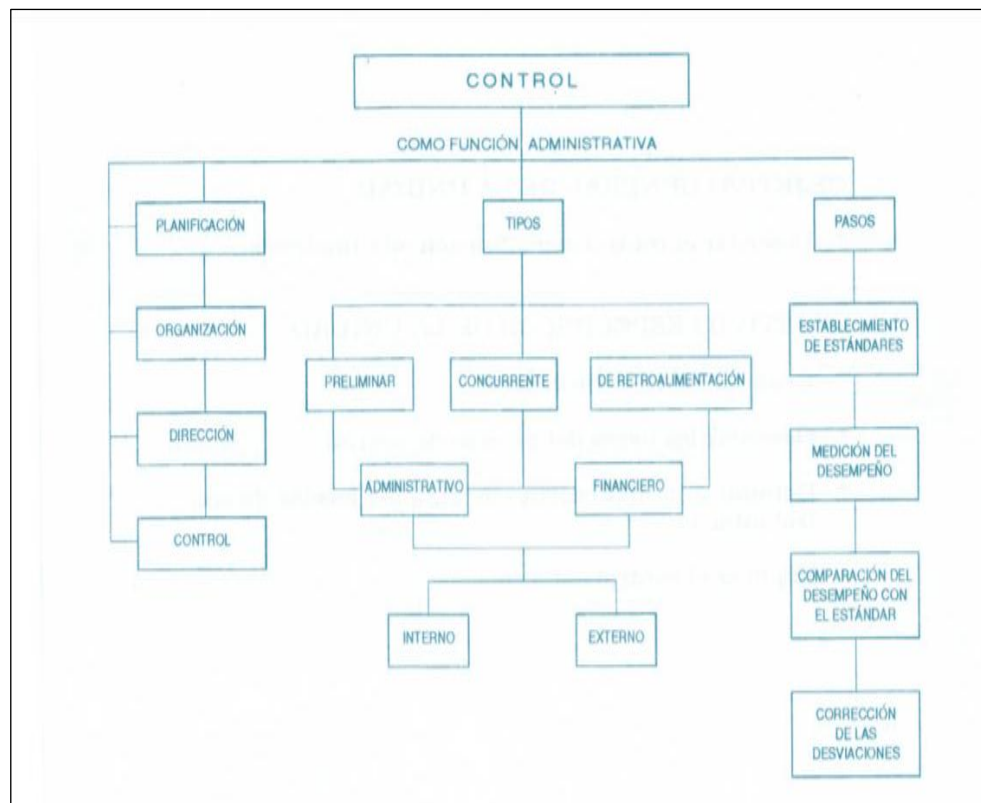 CONTROL
COMO FUNCIÓN ADMINISTRATIVA
PLANIFICACIÓN
TIPOS
PASOS
ORGANIZACIÓN
ESTABLECIMIENTO
DE ESTÁNDARES
PRELIMINAR
CONCURRENTE
DE RETROALIMENTACIÓN
DIRECCIÓN
MEDICIÓN DEL
DESEMPEÑO
ADMINISTRATIVO
FINANCIERO
CONTROL
COMPARACIÓN DEL
DESEMPEÑO CON
EL ESTÁNDAR
INTERNO
EXTERNO
CORRECCIÓN
DE LAS
DESVIACIONES